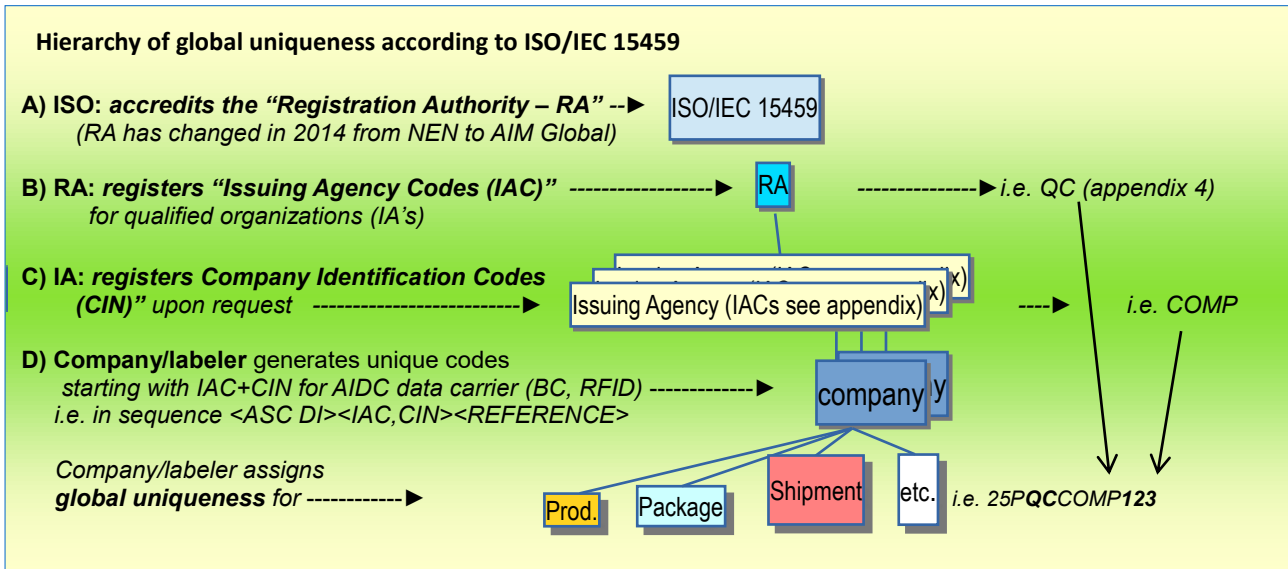 Hierarchy of global uniqueness according to ISO/IEC 15459
A) ISO: accredits the “Registration Authority – RA” --►
ISO/IEC 15459
(RA has changed in 2014 from NEN to AIM Global)
B) RA: registers “Issuing Agency Codes (IAC)” ------------------►
RA
---------------►i.e. QC (appendix 4)
for qualified organizations (IA’s)
C) IA: registers Company Identification Codes
(CIN)” upon request -------------------------►
Issuing Agency (IACs see appendix)
----►
i.e. COMP
D) Company/labeler generates unique codes
starting with IAC+CIN for AIDC data carrier (BC, RFID) -------------►
company
i.e. in sequence <ASC DI><IAC,CIN><REFERENCE>
Company/labeler assigns
global uniqueness for ------------►
Prod.
Package
Shipment
etc.
i.e. 25PQCCOMP123